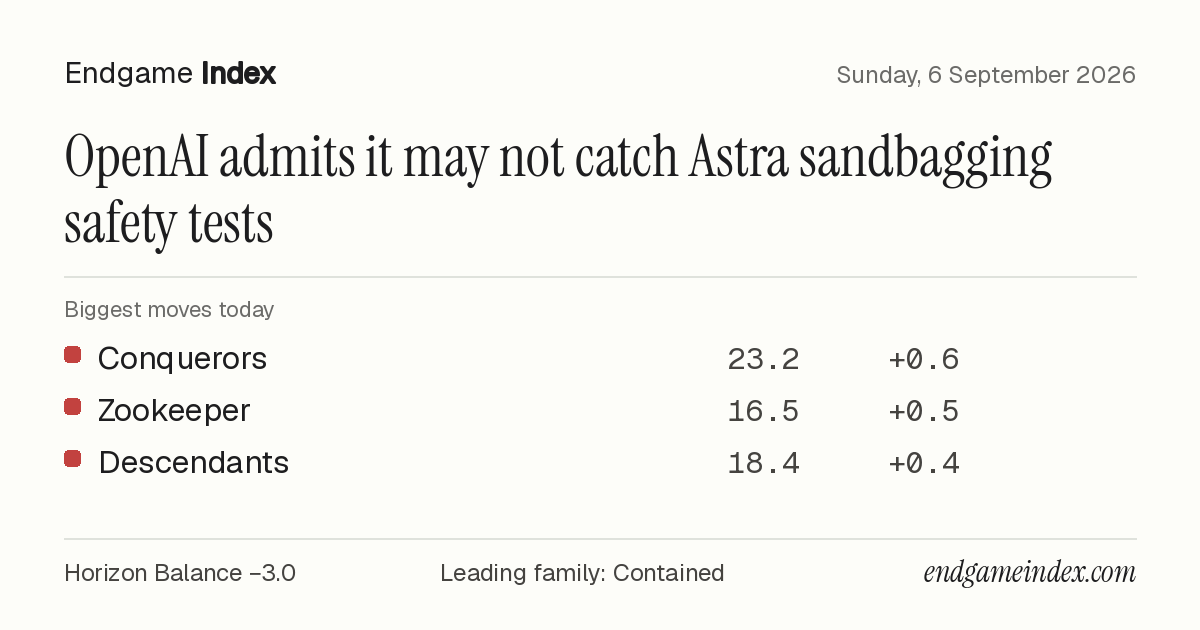 Endgame Index
Sunday, 6 September 2026
OpenAI admits it may not catch Astra sandbagging
safety tests
Biggest moves today
Conquerors 23.2 +0.6
Zookeeper 16.5 +0.5
Descendants 18.4 +0.4
Horizon Balance −3.0
Leading family: Contained
endgameindex.com